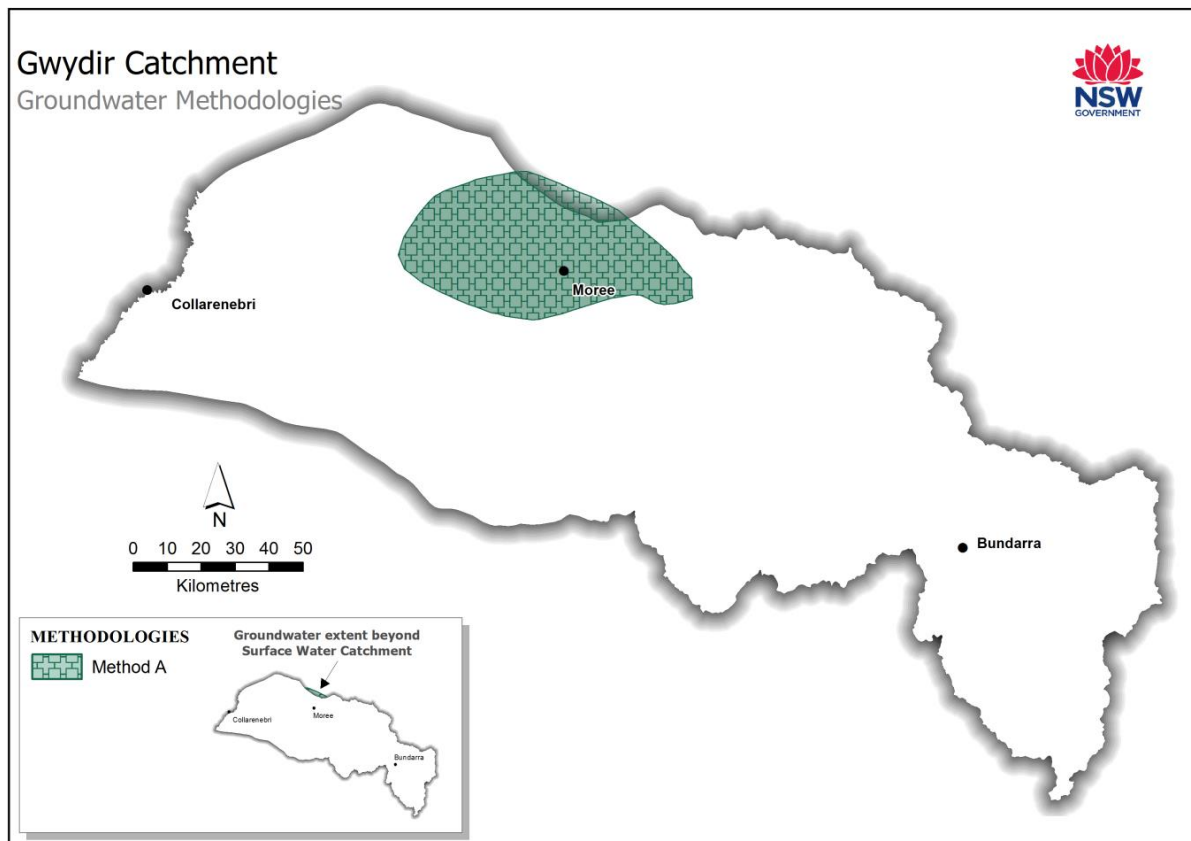 Gwydir Catchment
Groundwater Methodologies
NSW
GOVERNMENT
Collarenebri
Moree
Bundarra
N
0 10 20 30 40 50
Kilometres
METHODOLOGIES
Method A
Groundwater extent beyond
Surface Water Catchment
Collarenebri
Moree
Bundarra